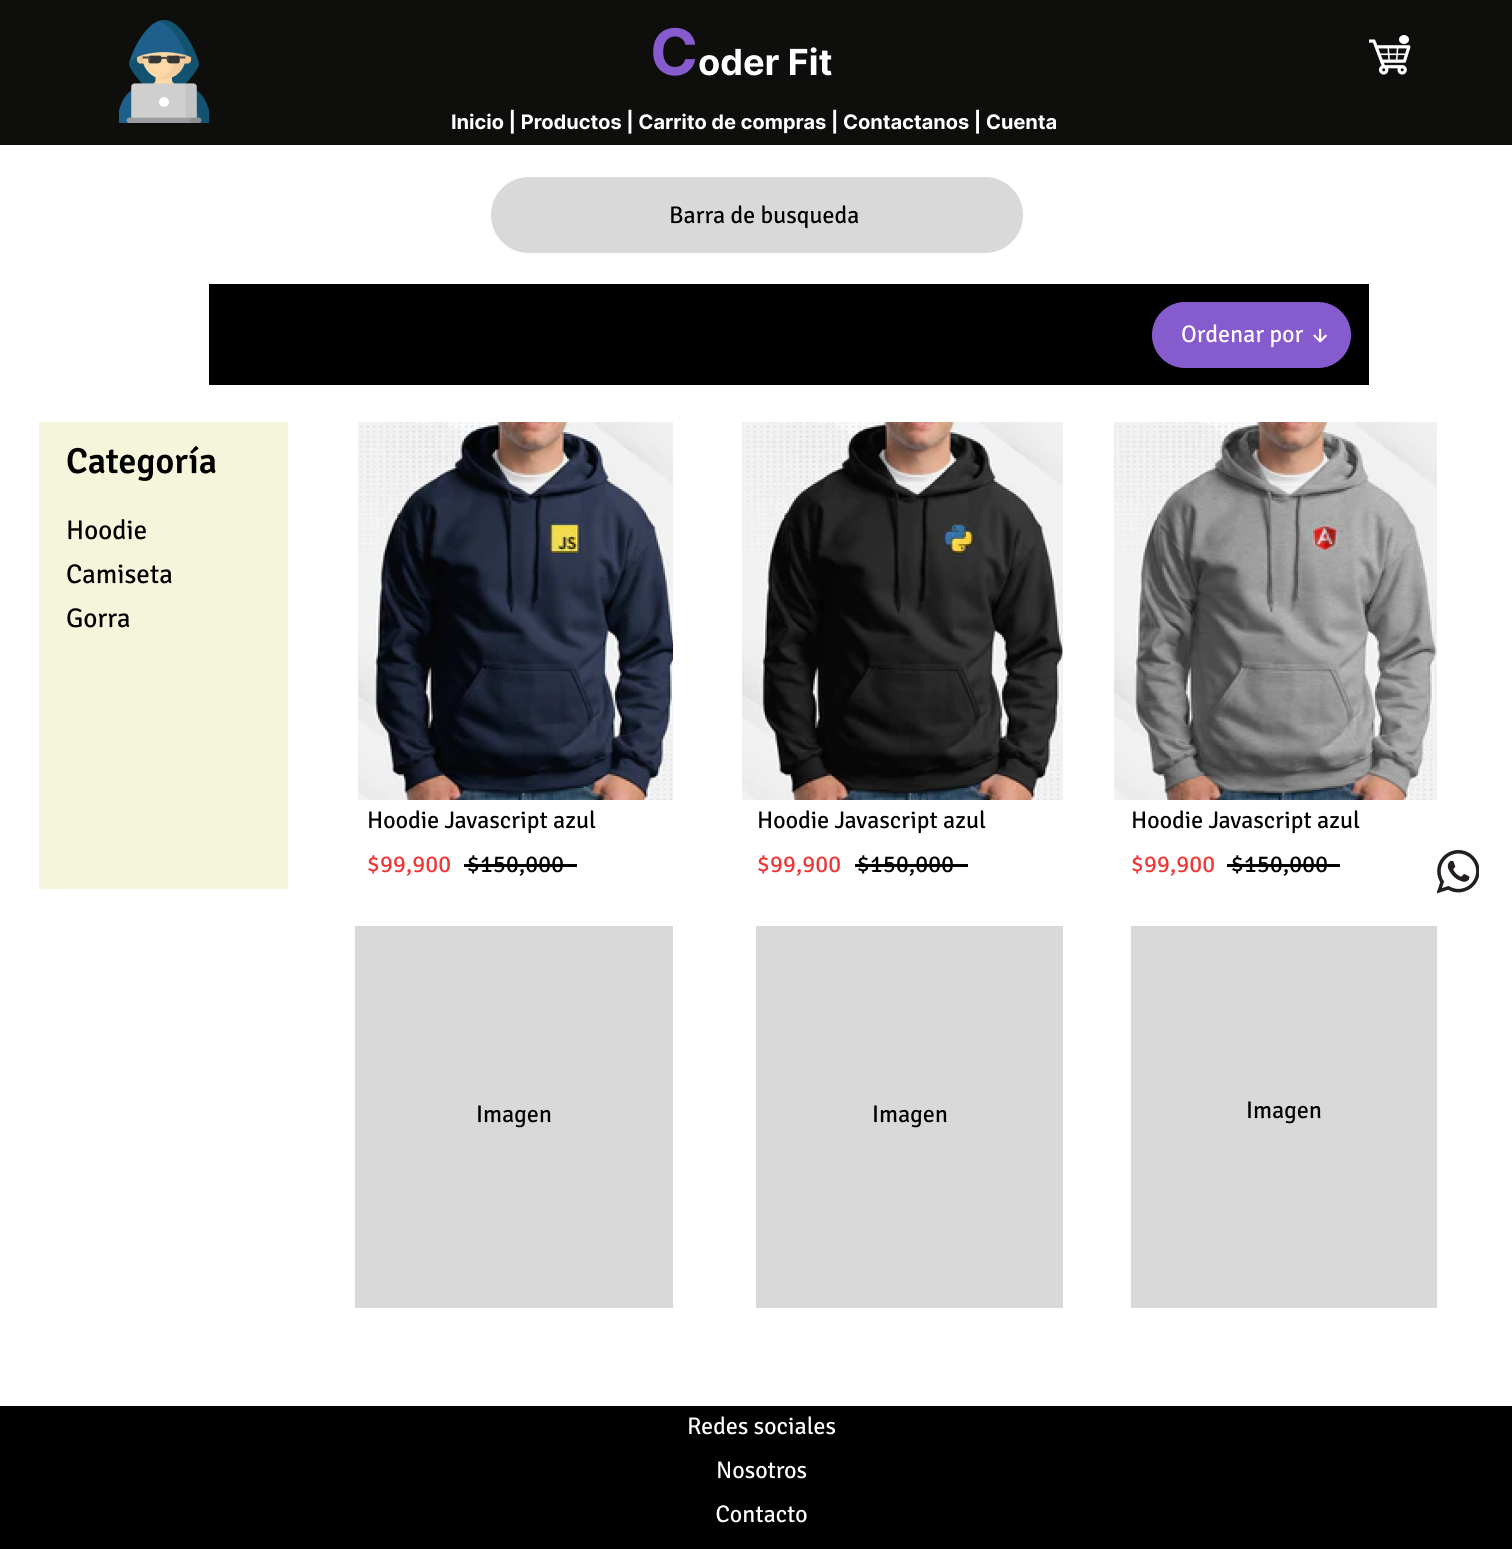 Coder Fit
Inicio | Productos | Carrito de compras | Contactanos | Cuenta
Barra de busqueda
Ordenar por ↓
Categoría
Hoodie
Camiseta
Gorra
JS
A
Hoodie Javascript azul
$99,900 $150,000
Hoodie Javascript azul
$99,900 $150,000
Hoodie Javascript azul
$99,900 $150,000
Imagen
Imagen
Imagen
Redes sociales
Nosotros
Contacto